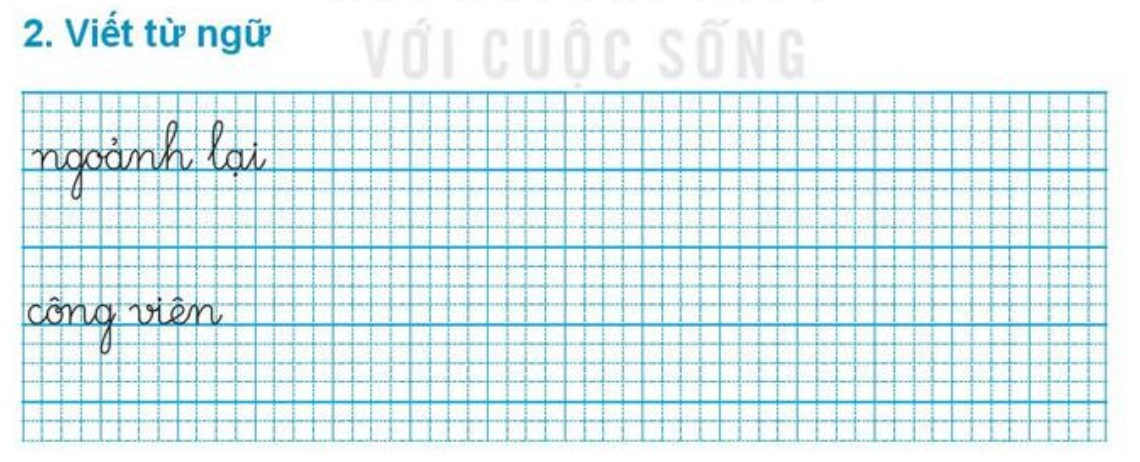 2. Viết từ ngữ
VỚI CUỘC SỐNG
ngoảnh lại
công viên